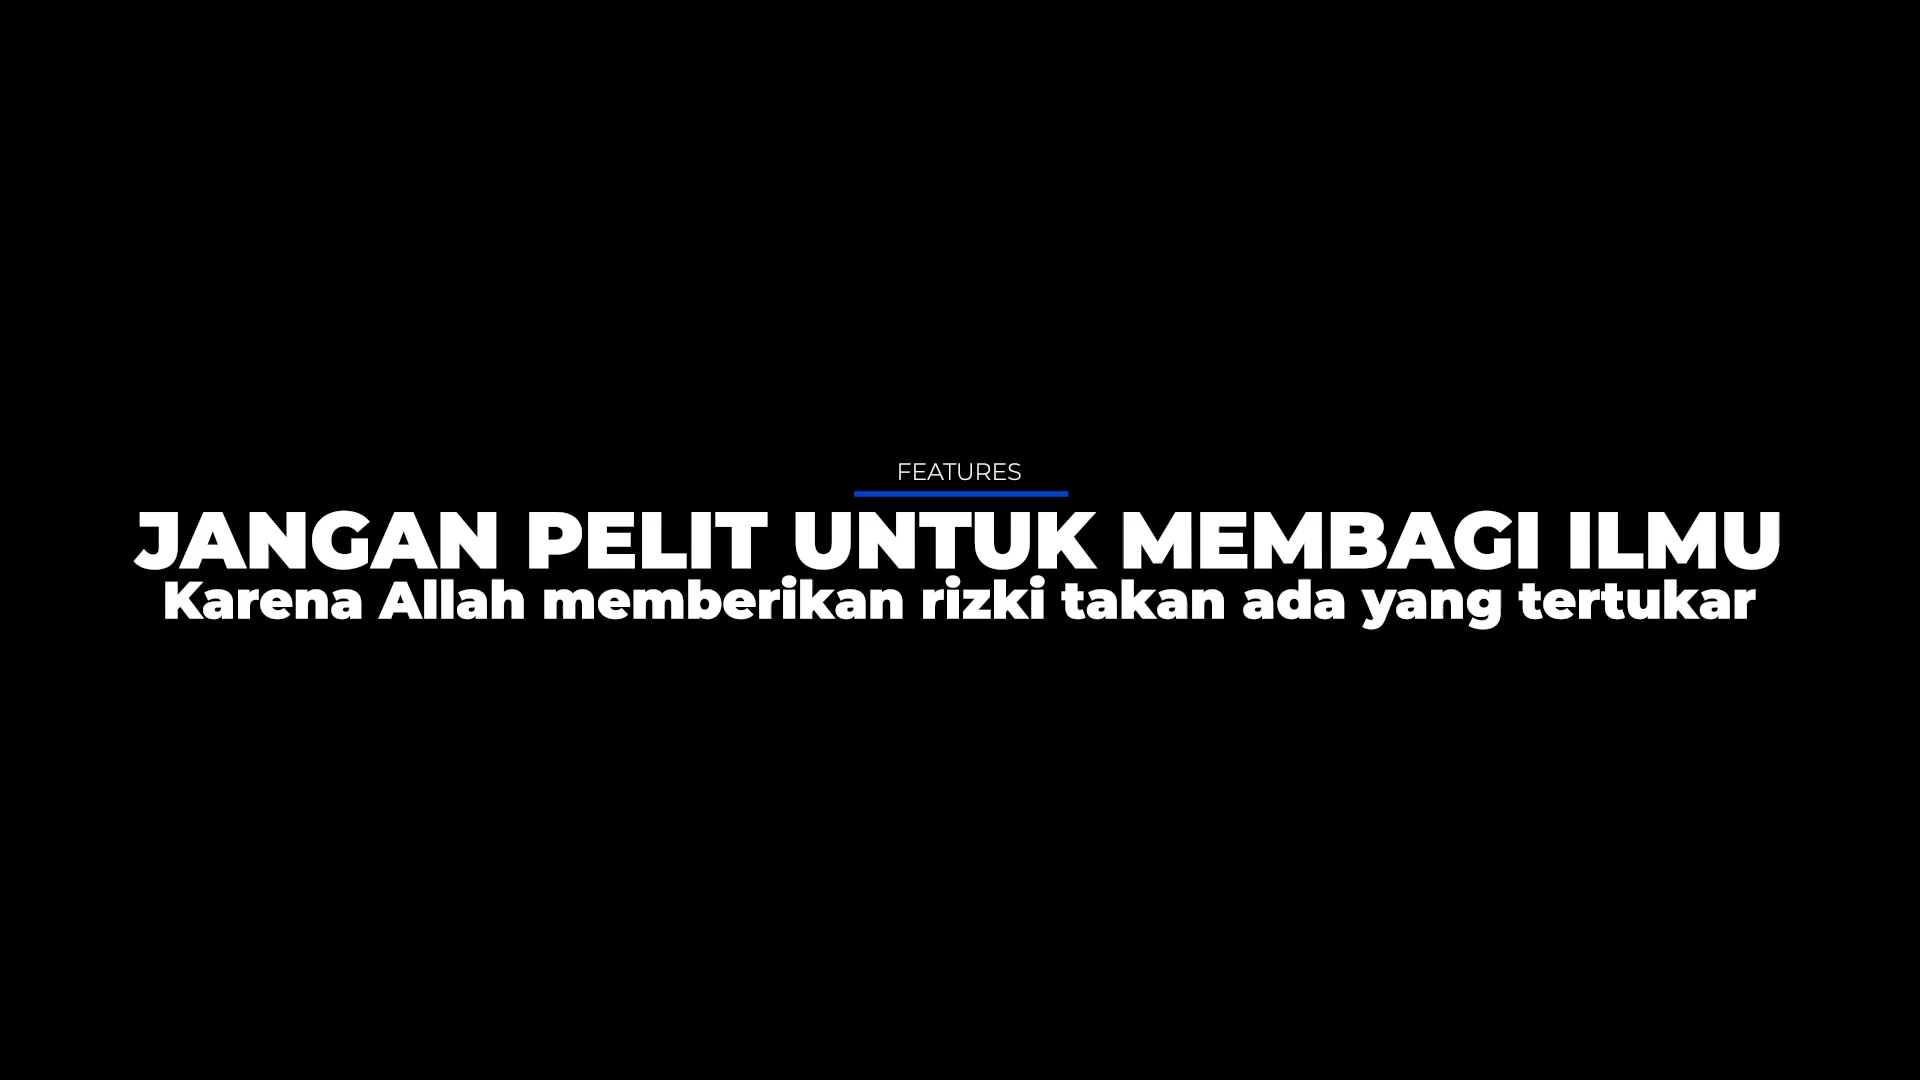 FEATURES
JANGAN PELIT UNTUK MEMBAGI ILMU
Karena Allah memberikan rizki takan ada yang tertukar